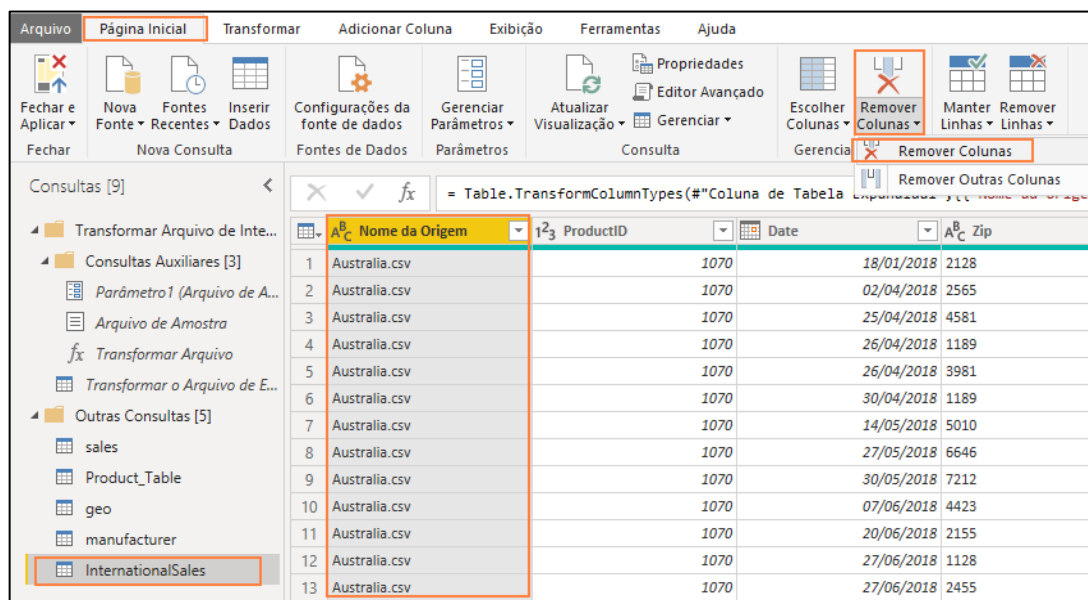 Arquivo Página Inicial Transformar Adicionar Coluna Exibição Ferramentas Ajuda
Fechar e Aplicar
Nova Fonte
Fontes Recentes
Inserir Dados
Configurações da fonte de dados
Gerenciar Parâmetros
Atualizar Visualização
Propriedades
Editor Avançado
Gerenciar
Escolher Colunas
Remover Colunas
Manter Linhas
Remover Linhas
Fechar Nova Consulta Fontes de Dados Parâmetros Consulta Gerencia
Remover Colunas
Remover Outras Colunas
Consultas [9]
fx = Table.TransformColumnTypes(#"Coluna de Tabela
Transformar Arquivo de Inte...
Consultas Auxiliares [3]
Parâmetro1 (Arquivo de A...
Arquivo de Amostra
fx Transformar Arquivo
Transformar o Arquivo de E...
Outras Consultas [5]
sales
Product_Table
geo
manufacturer
InternationalSales
ABC Nome da Origem 123 ProductID Date ABC Zip
1 Australia.csv 1070 18/01/2018 2128
2 Australia.csv 1070 02/04/2018 2565
3 Australia.csv 1070 25/04/2018 4581
4 Australia.csv 1070 26/04/2018 1189
5 Australia.csv 1070 26/04/2018 3981
6 Australia.csv 1070 30/04/2018 1189
7 Australia.csv 1070 14/05/2018 5010
8 Australia.csv 1070 27/05/2018 6646
9 Australia.csv 1070 30/05/2018 7212
10 Australia.csv 1070 07/06/2018 4423
11 Australia.csv 1070 20/06/2018 2155
12 Australia.csv 1070 27/06/2018 1128
13 Australia.csv 1070 27/06/2018 2455